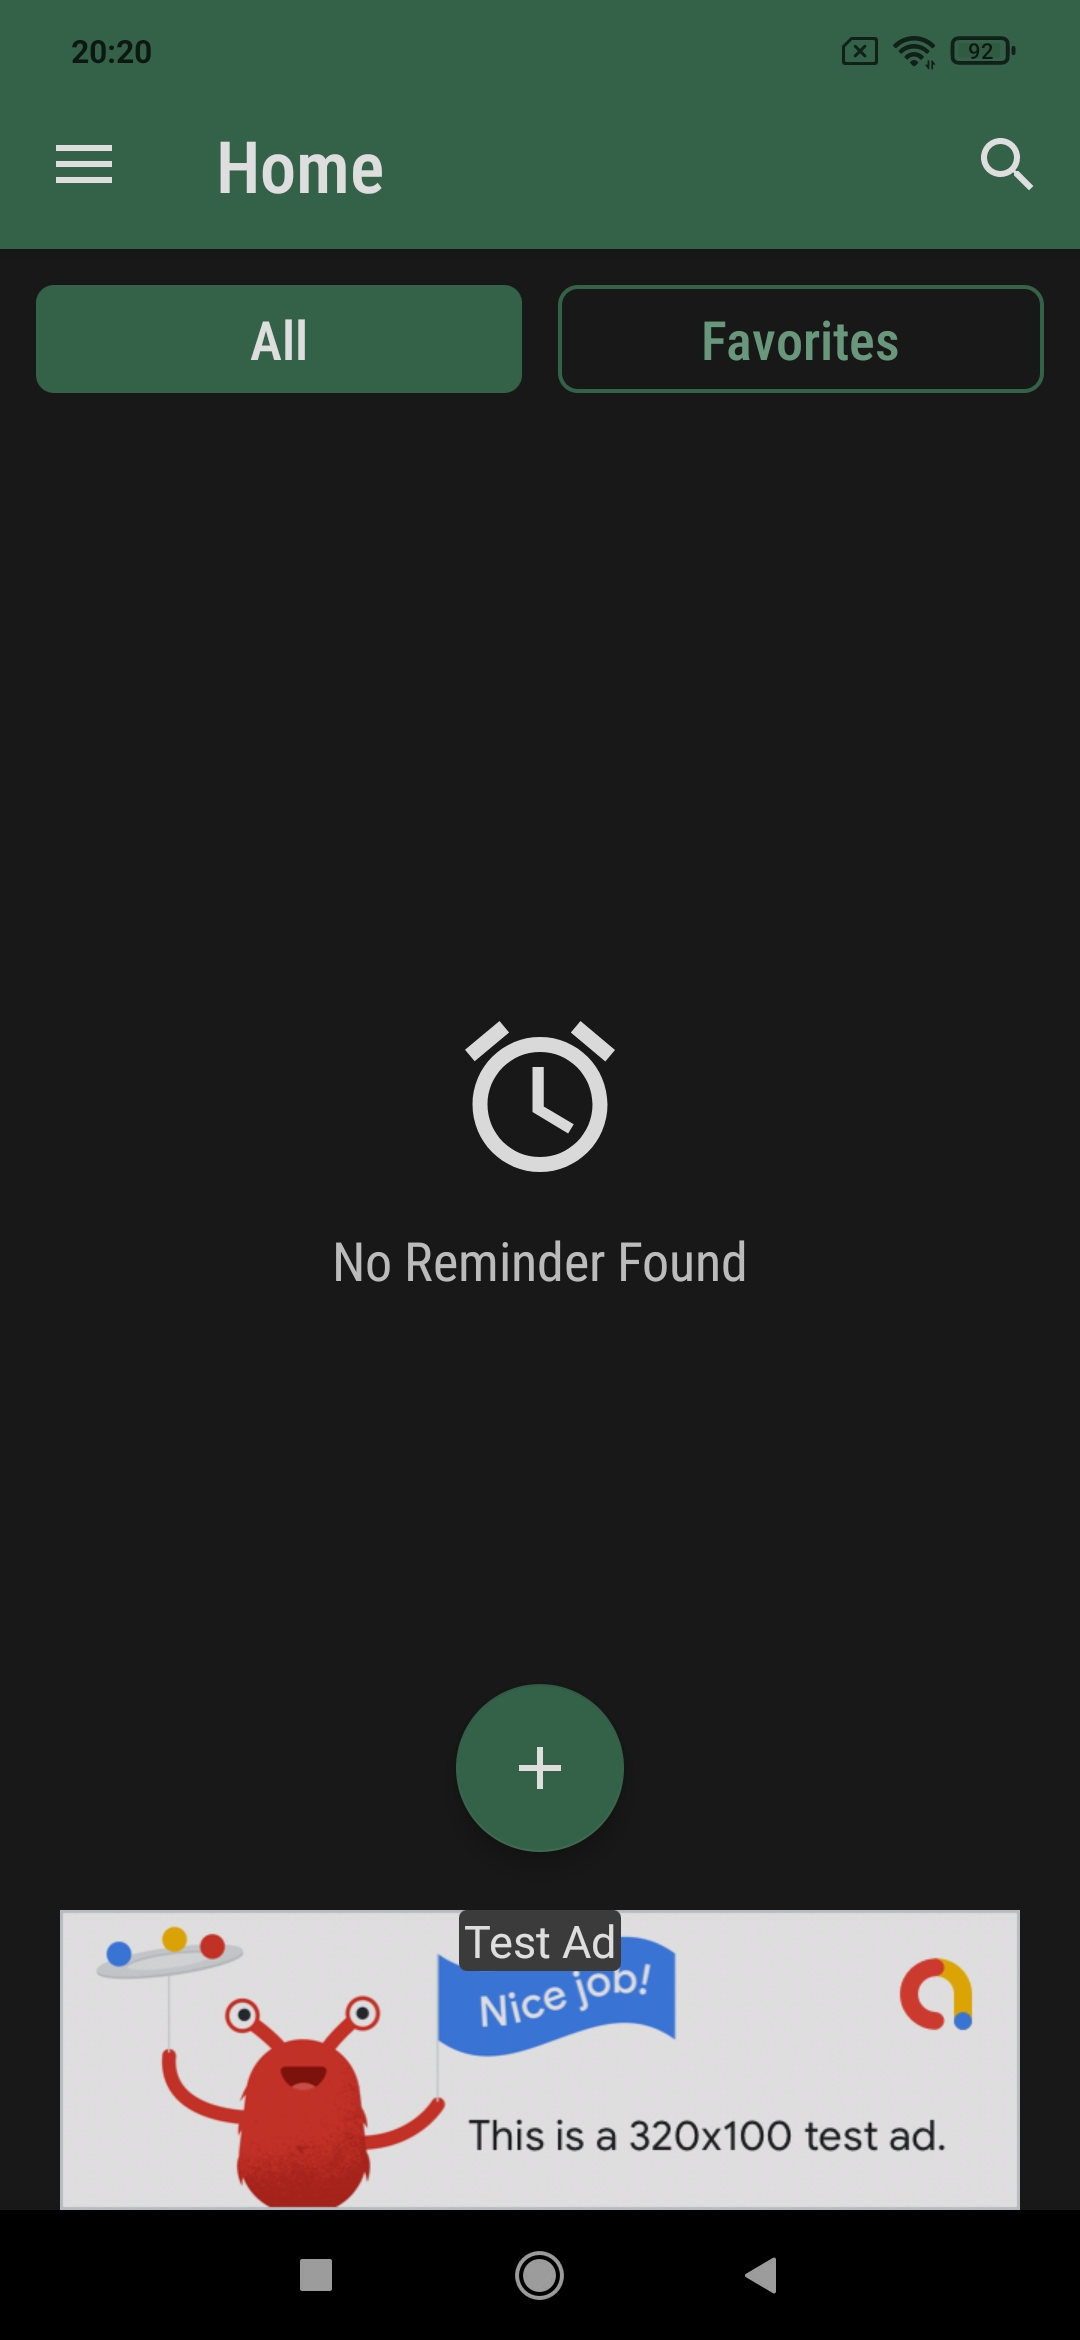 20:20
92
Home
All
Favorites
No Reminder Found
Test Ad
Nice job!
This is a 320x100 test ad.